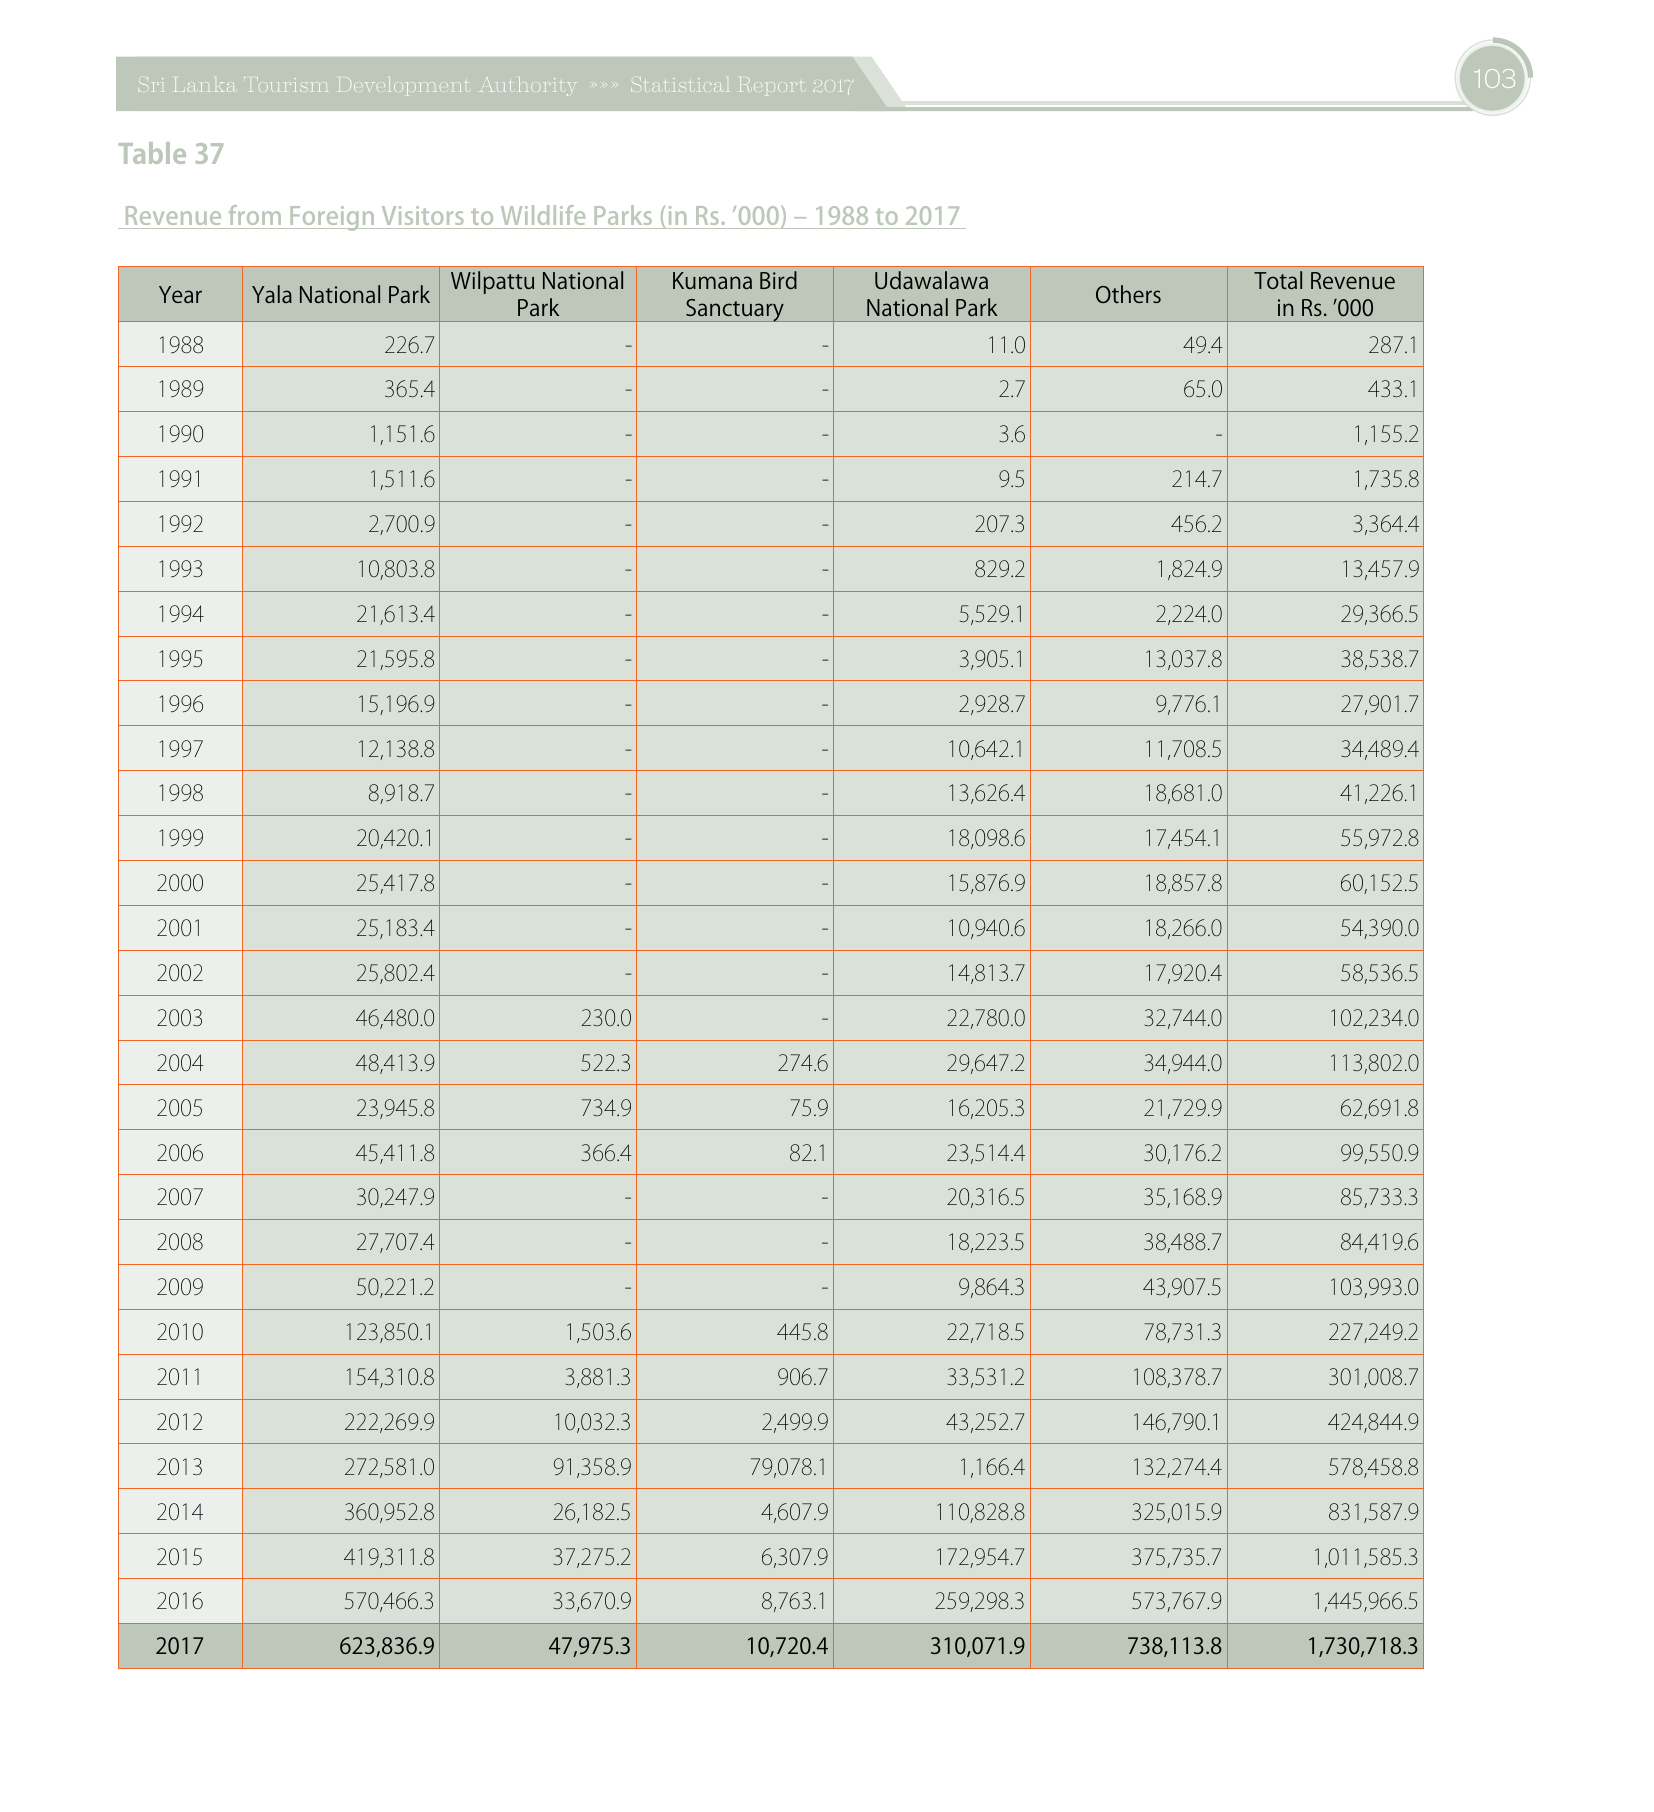 Sri Lanka Tourism Development Authority »»» Statistical Report 2017
103
Table 37
Revenue from Foreign Visitors to Wildlife Parks (in Rs. ’000) – 1988 to 2017
Year Yala National Park Wilpattu National Park Kumana Bird Sanctuary Udawalawa National Park Others Total Revenue in Rs. ’000
1988 226.7 - - 11.0 49.4 287.1
1989 365.4 - - 2.7 65.0 433.1
1990 1,151.6 - - 3.6 - 1,155.2
1991 1,511.6 - - 9.5 214.7 1,735.8
1992 2,700.9 - - 207.3 456.2 3,364.4
1993 10,803.8 - - 829.2 1,824.9 13,457.9
1994 21,613.4 - - 5,529.1 2,224.0 29,366.5
1995 21,595.8 - - 3,905.1 13,037.8 38,538.7
1996 15,196.9 - - 2,928.7 9,776.1 27,901.7
1997 12,138.8 - - 10,642.1 11,708.5 34,489.4
1998 8,918.7 - - 13,626.4 18,681.0 41,226.1
1999 20,420.1 - - 18,098.6 17,454.1 55,972.8
2000 25,417.8 - - 15,876.9 18,857.8 60,152.5
2001 25,183.4 - - 10,940.6 18,266.0 54,390.0
2002 25,802.4 - - 14,813.7 17,920.4 58,536.5
2003 46,480.0 230.0 - 22,780.0 32,744.0 102,234.0
2004 48,413.9 522.3 274.6 29,647.2 34,944.0 113,802.0
2005 23,945.8 734.9 75.9 16,205.3 21,729.9 62,691.8
2006 45,411.8 366.4 82.1 23,514.4 30,176.2 99,550.9
2007 30,247.9 - - 20,316.5 35,168.9 85,733.3
2008 27,707.4 - - 18,223.5 38,488.7 84,419.6
2009 50,221.2 - - 9,864.3 43,907.5 103,993.0
2010 123,850.1 1,503.6 445.8 22,718.5 78,731.3 227,249.2
2011 154,310.8 3,881.3 906.7 33,531.2 108,378.7 301,008.7
2012 222,269.9 10,032.3 2,499.9 43,252.7 146,790.1 424,844.9
2013 272,581.0 91,358.9 79,078.1 1,166.4 132,274.4 578,458.8
2014 360,952.8 26,182.5 4,607.9 110,828.8 325,015.9 831,587.9
2015 419,311.8 37,275.2 6,307.9 172,954.7 375,735.7 1,011,585.3
2016 570,466.3 33,670.9 8,763.1 259,298.3 573,767.9 1,445,966.5
2017 623,836.9 47,975.3 10,720.4 310,071.9 738,113.8 1,730,718.3